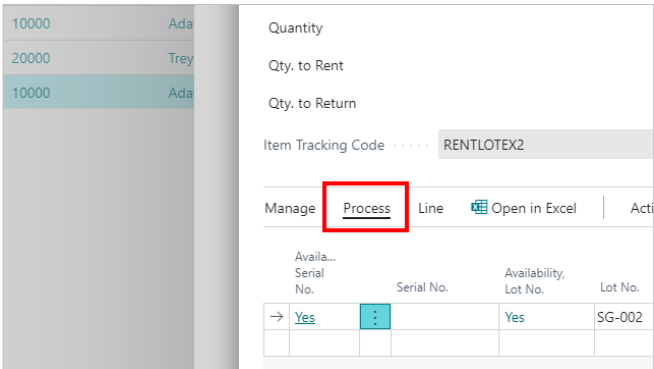 10000 Ada
20000 Trey
10000 Ada
Quantity
Qty. to Rent
Qty. to Return
Item Tracking Code ····· RENTLOTEX2
Manage Process Line Open in Excel Acti
Availa...
Serial
No.
Serial No.
Availability,
Lot No.
Lot No.
→ Yes Yes SG-002